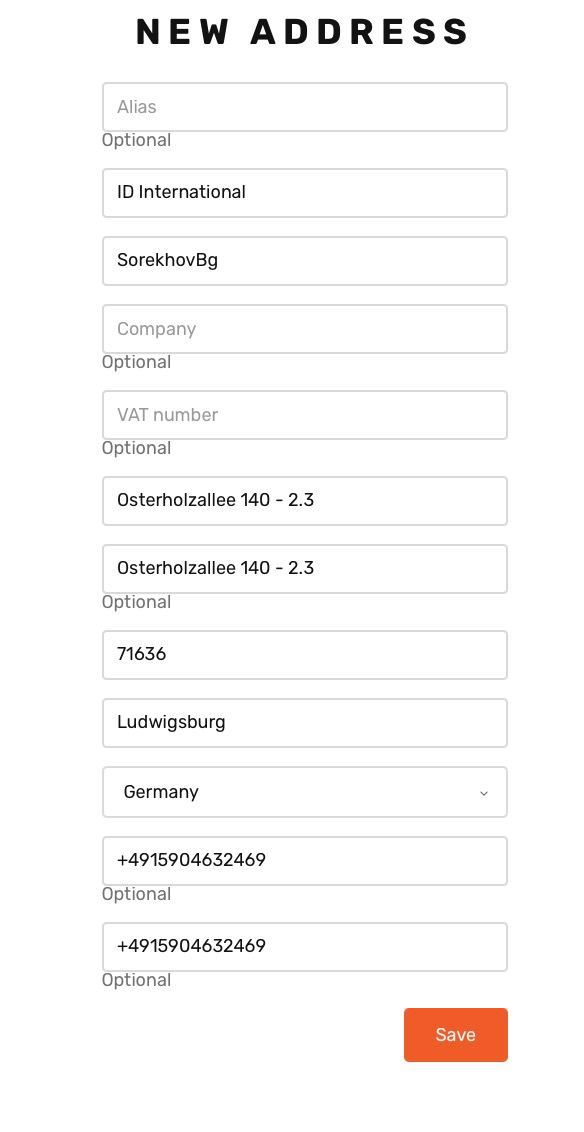 NEW ADDRESS
Alias
Optional
ID International
SorekhovBg
Company
Optional
VAT number
Optional
Osterholzallee 140 - 2.3
Osterholzallee 140 - 2.3
Optional
71636
Ludwigsburg
Germany
+4915904632469
Optional
+4915904632469
Optional
Save